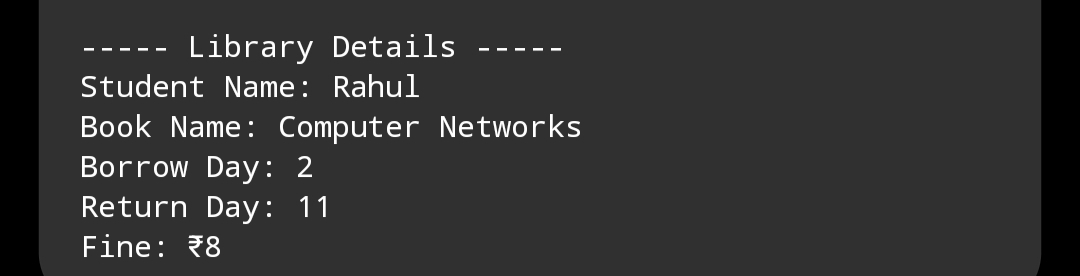 ----- Library Details -----
Student Name: Rahul
Book Name: Computer Networks
Borrow Day: 2
Return Day: 11
Fine: ₹8